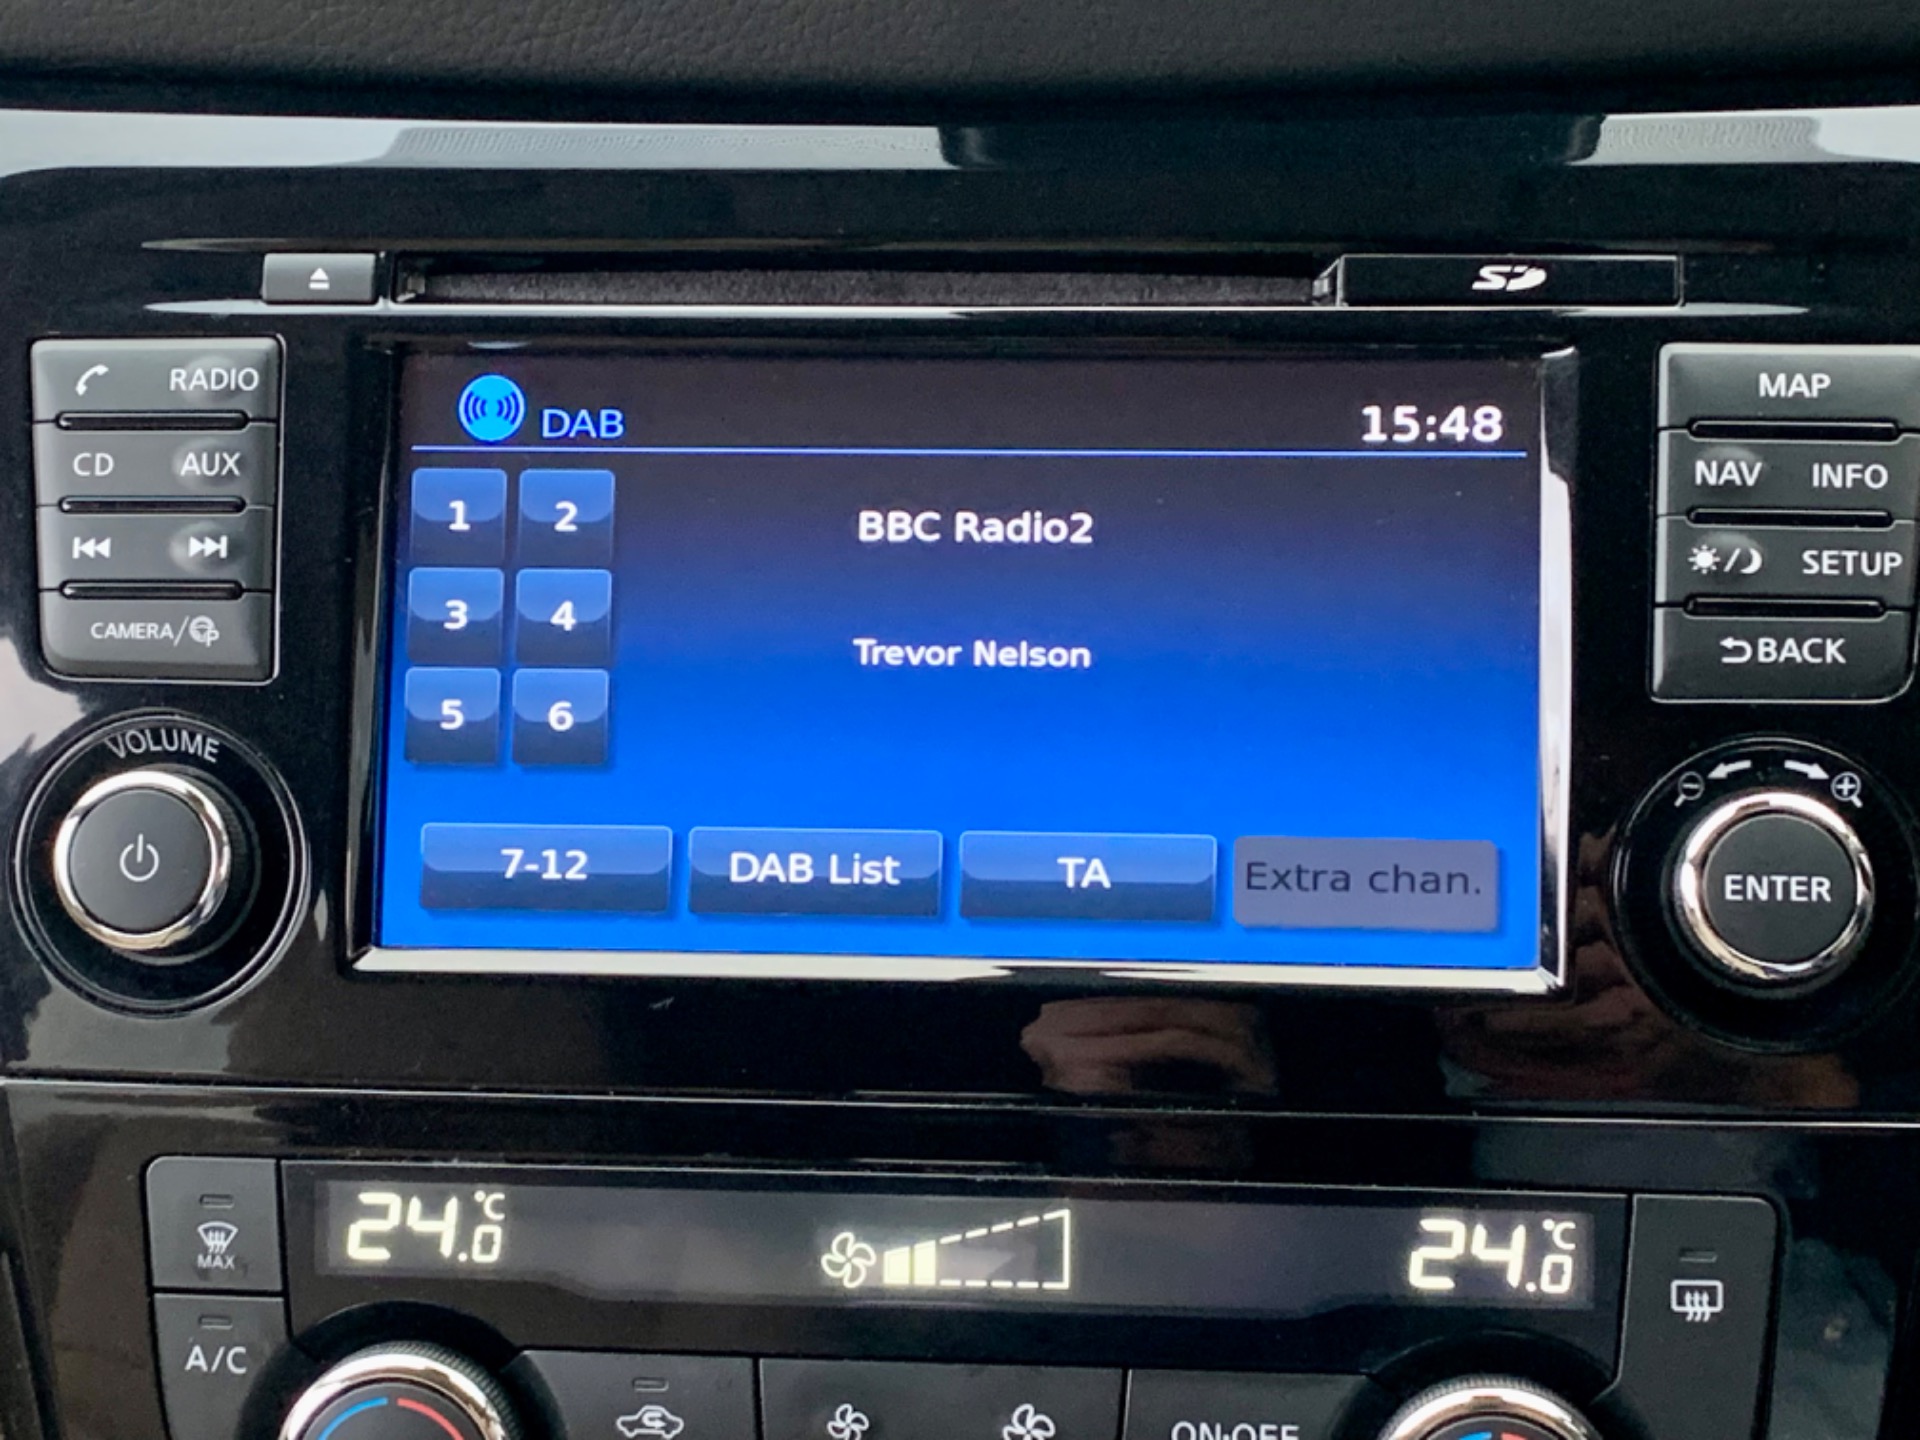 SD
RADIO
CD AUX
CAMERA/
VOLUME
DAB 15:48
1 2
3 4
5 6
BBC Radio2
Trevor Nelson
7-12 DAB List TA Extra chan.
MAP
NAV INFO
SETUP
BACK
ENTER
MAX
A/C
24.0°C
24.0°C
ON·OFF